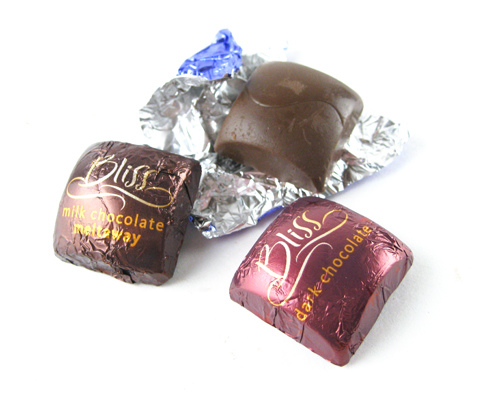 Bliss
milk chocolate
meltaway
Bliss
dark chocolate